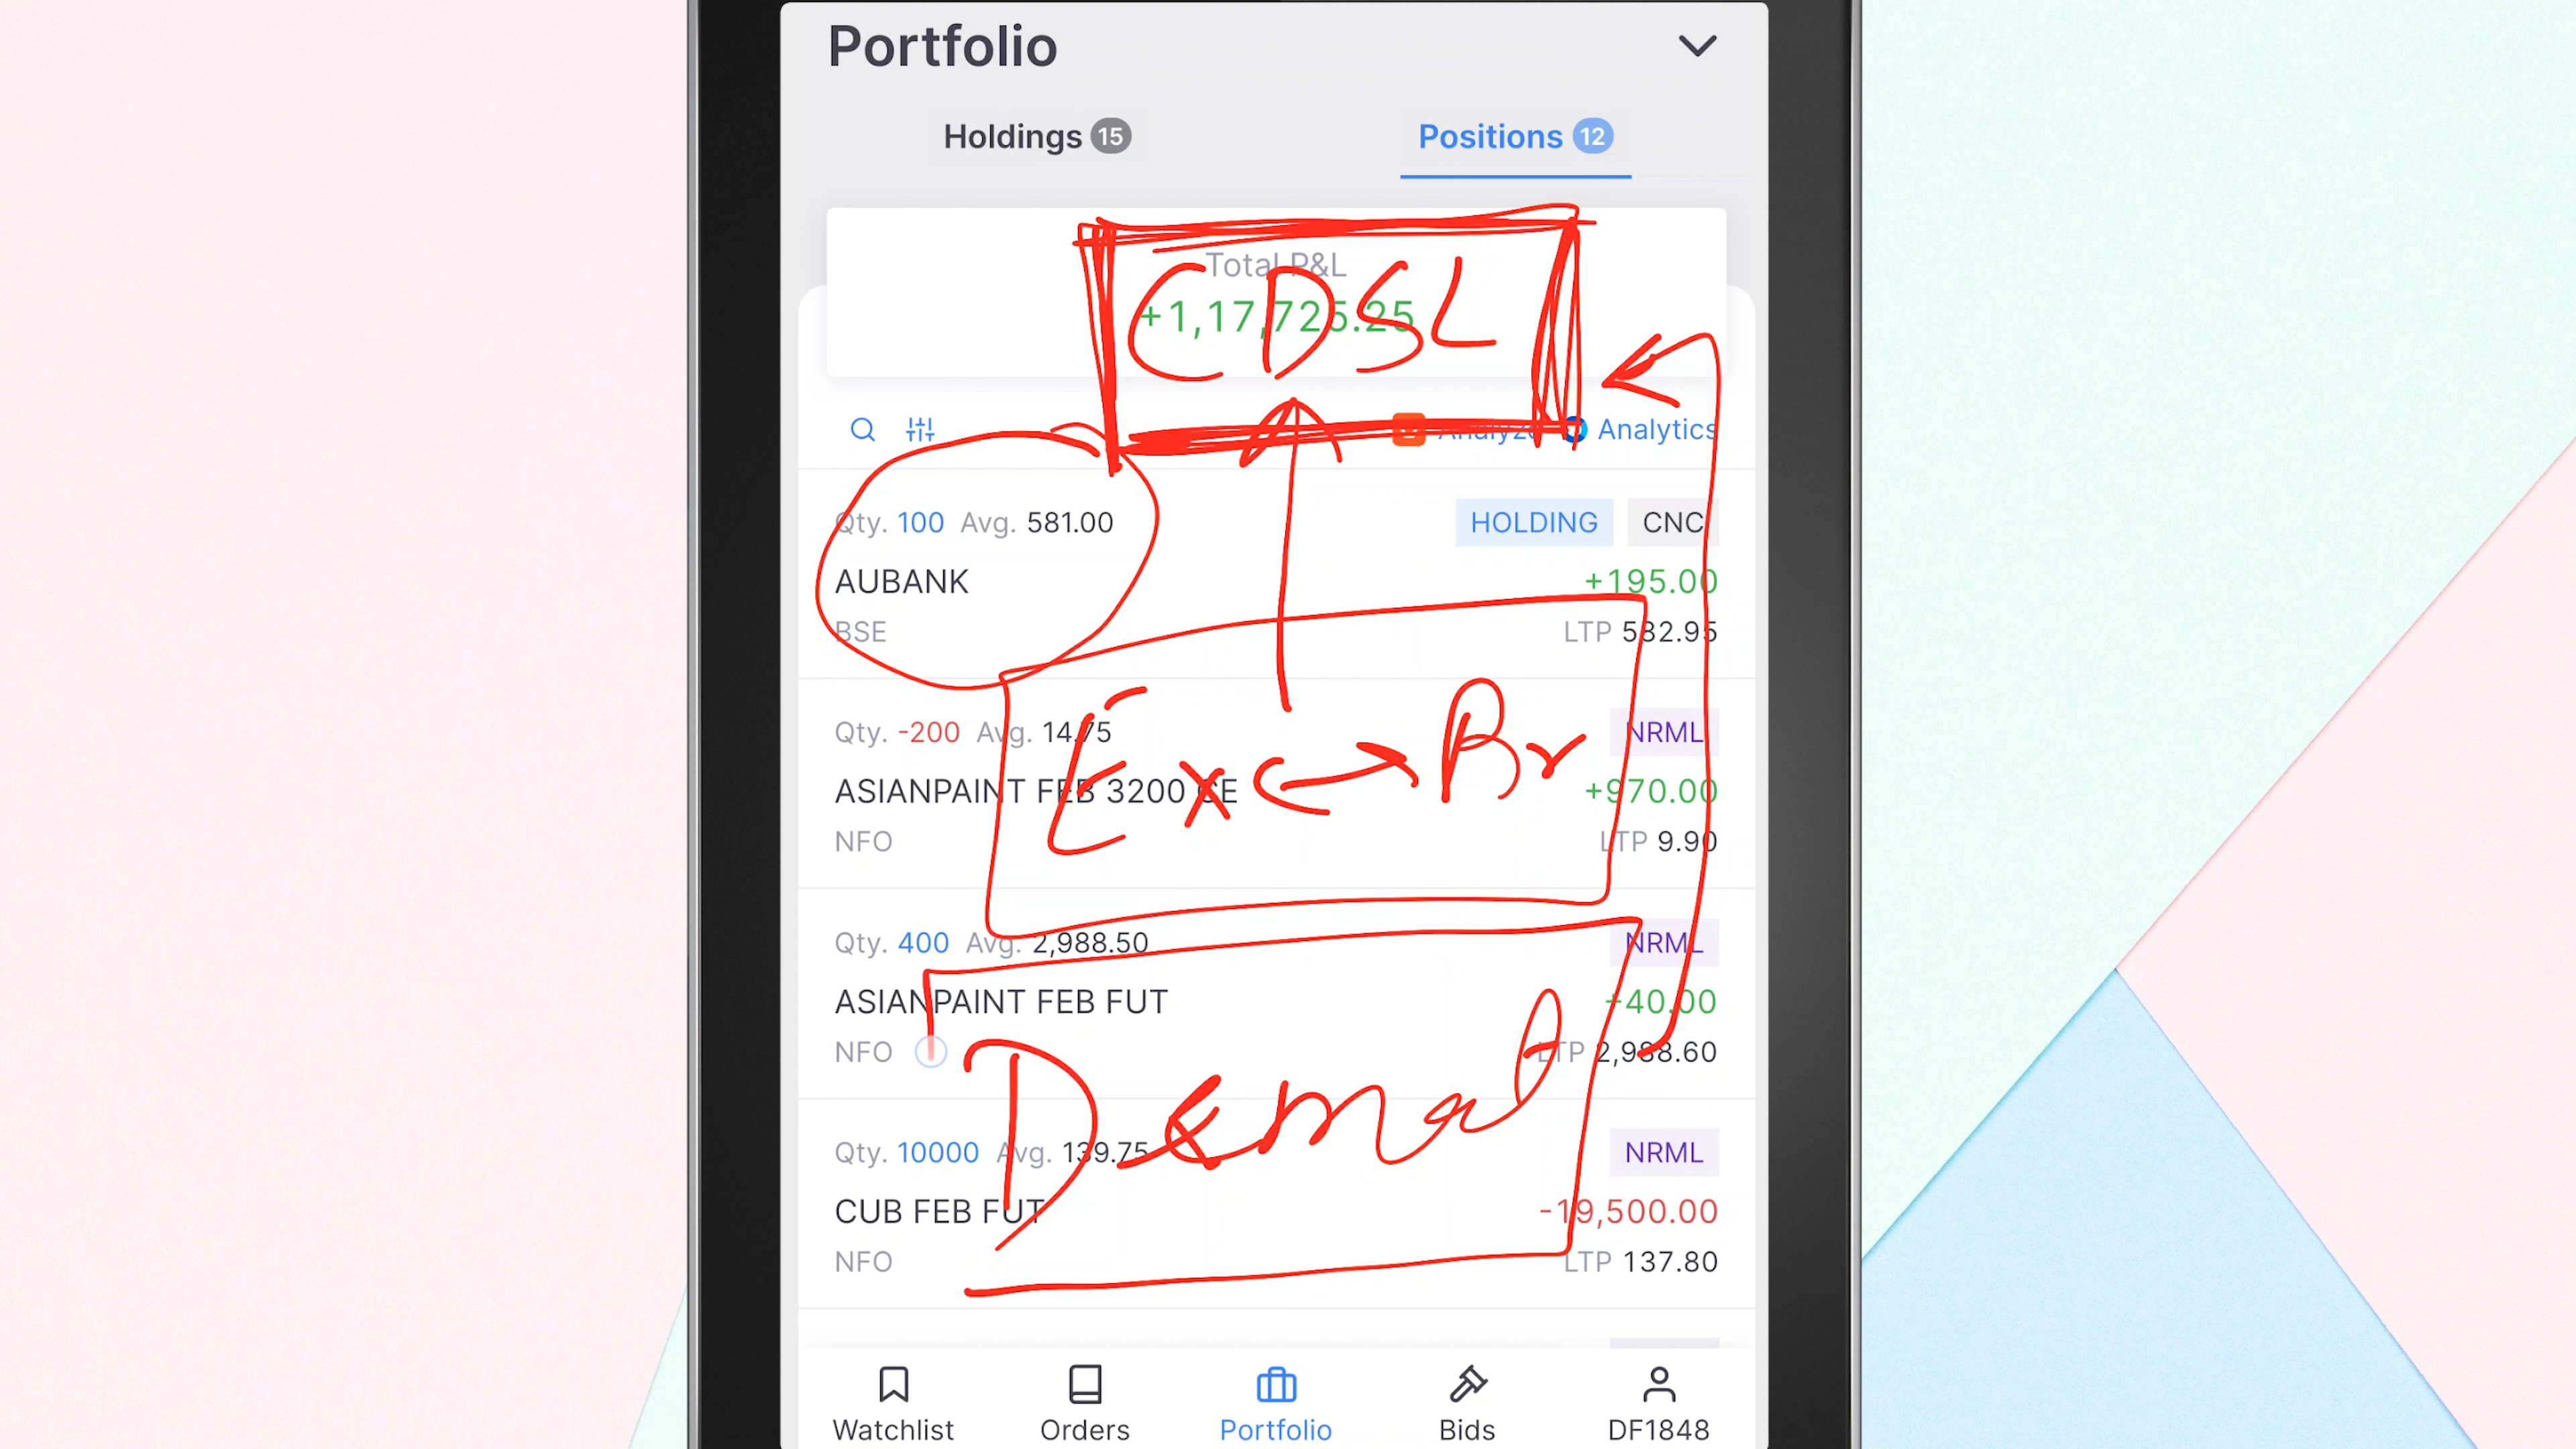 Portfolio
Holdings 15
Positions 12
Total P&L
+1,17,725.25
CDSL
Analyze
Analytics
Qty. 100 Avg. 581.00
HOLDING CNC
AUBANK
+195.00
BSE
LTP 582.95
Qty. -200 Avg. 14.75
NRML
Ex Br
ASIANPAINT FEB 3200 CE
+970.00
NFO
LTP 9.90
Qty. 400 Avg. 2,988.50
NRML
ASIANPAINT FEB FUT
+40.00
NFO
LTP 2,988.60
Demat
Qty. 10000 Avg. 139.75
NRML
CUB FEB FUT
-19,500.00
NFO
LTP 137.80
Watchlist
Orders
Portfolio
Bids
DF1848